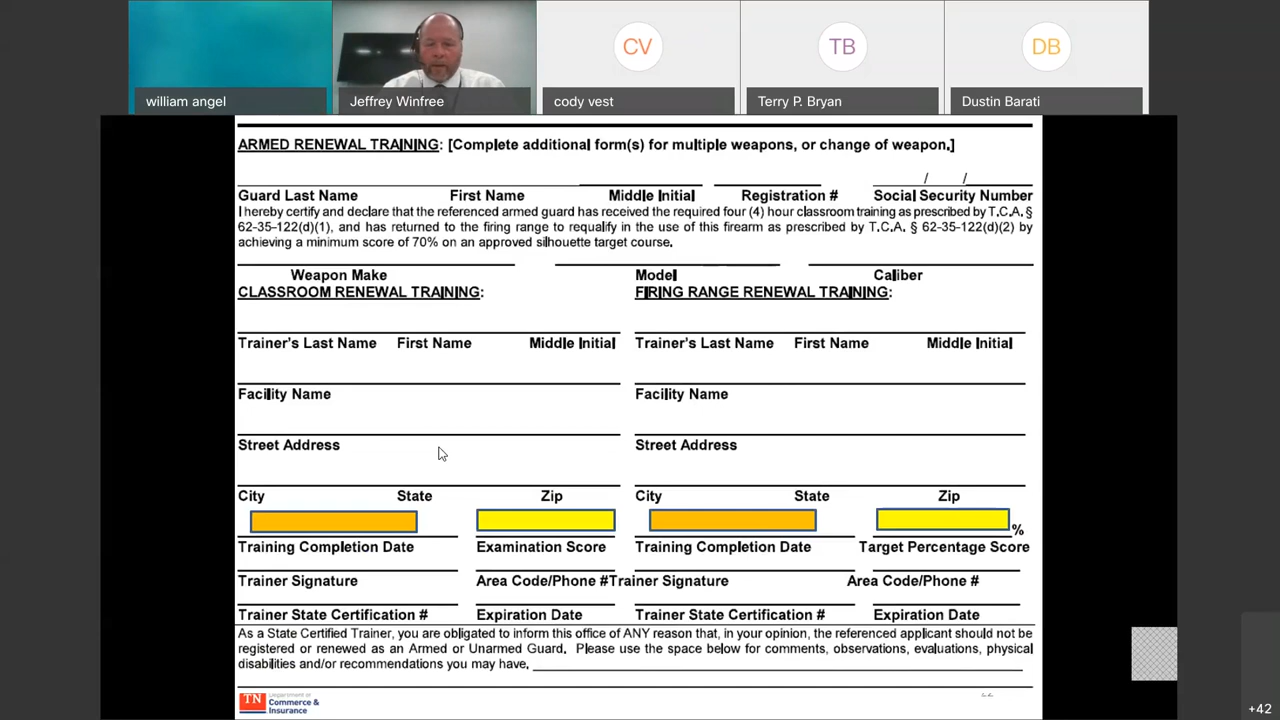 william angel
Jeffrey Winfree
CV
cody vest
TB
Terry P. Bryan
DB
Dustin Barati
ARMED RENEWAL TRAINING: [Complete additional form(s) for multiple weapons, or change of weapon.]
/ /
Guard Last Name First Name Middle Initial Registration # Social Security Number
I hereby certify and declare that the referenced armed guard has received the required four (4) hour classroom training as prescribed by T.C.A. §
62-35-122(d)(1), and has returned to the firing range to requalify in the use of this firearm as prescribed by T.C.A. § 62-35-122(d)(2) by
achieving a minimum score of 70% on an approved silhouette target course.
Weapon Make Model Caliber
CLASSROOM RENEWAL TRAINING: FIRING RANGE RENEWAL TRAINING:
Trainer's Last Name First Name Middle Initial Trainer's Last Name First Name Middle Initial
Facility Name Facility Name
Street Address Street Address
City State Zip City State Zip
%
Training Completion Date Examination Score Training Completion Date Target Percentage Score
Trainer Signature Area Code/Phone # Trainer Signature Area Code/Phone #
Trainer State Certification # Expiration Date Trainer State Certification # Expiration Date
As a State Certified Trainer, you are obligated to inform this office of ANY reason that, in your opinion, the referenced applicant should not be
registered or renewed as an Armed or Unarmed Guard. Please use the space below for comments, observations, evaluations, physical
disabilities and/or recommendations you may have.
TN
Department of
Commerce &
Insurance
+42